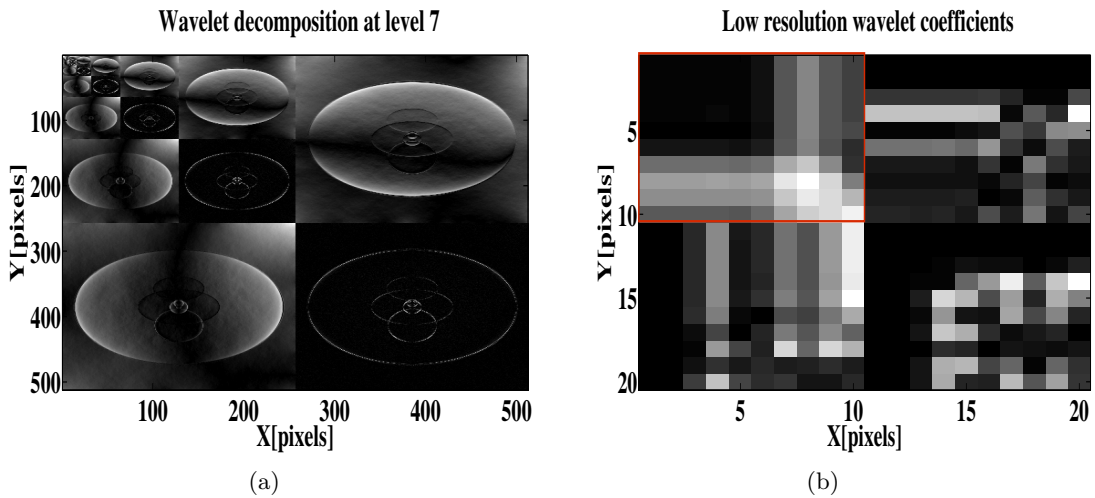 Wavelet decomposition at level 7
100
200
300
400
500
Y[pixels]
100
200
300
400
500
X[pixels]
(a)
Low resolution wavelet coefficients
5
10
15
20
Y[pixels]
5
10
15
20
X[pixels]
(b)